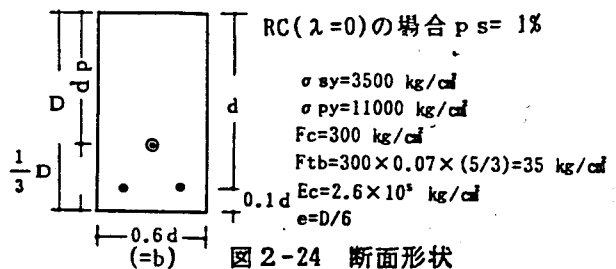 RC(λ=0)の場合 ps= 1%
σsy=3500 kg/c㎡
σpy=11000 kg/c㎡
Fc=300 kg/c㎡
Ftb=300×0.07×(5/3)=35 kg/c㎡
Ec=2.6×10⁵ kg/c㎡
e=D/6
D
dp
d
1/3 D
0.1d
0.6d
(=b)
図2-24 断面形状